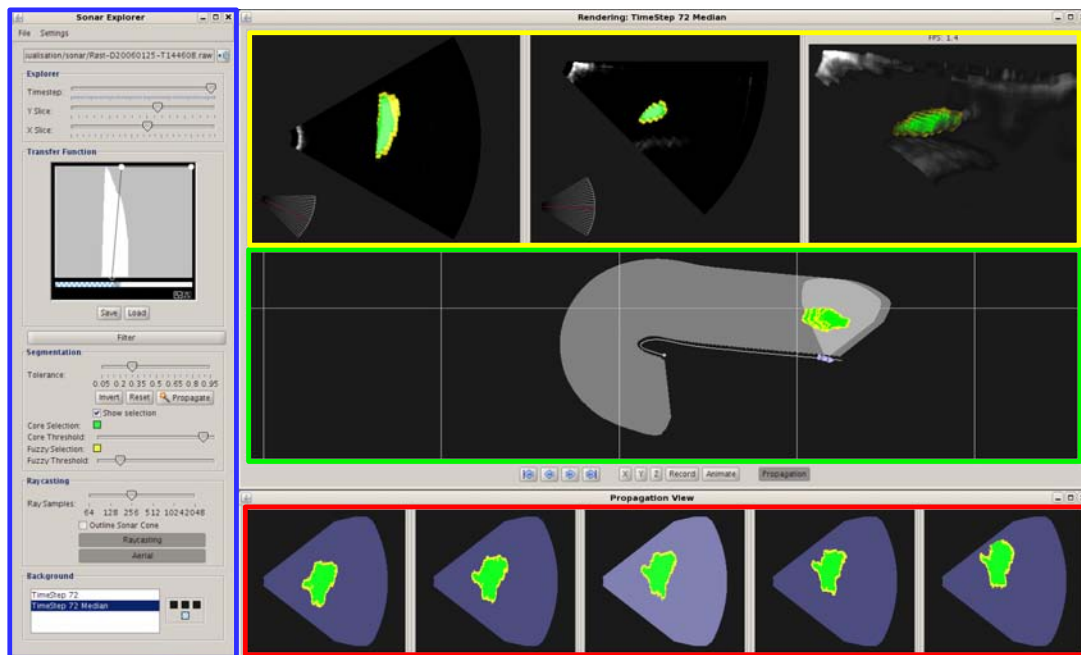 Sonar Explorer
File Settings
ualisation/sonar/Rast-D20060125-T144608.raw
Explorer
Timestep:
Y Slice:
X Slice:
Transfer Function
Save Load
Filter
Segmentation
Tolerance:
0.05 0.2 0.35 0.5 0.65 0.8 0.95
Invert Reset Propagate
Show selection
Core Selection:
Core Threshold:
Fuzzy Selection:
Fuzzy Threshold:
Raycasting
Ray Samples:
64 128 256 512 1024 2048
Outline Sonar Cone
Raycasting
Aerial
Background
TimeStep 72
TimeStep 72 Median
Rendering: TimeStep 72 Median
FPS: 1.4
X Y Z Record Animate Propagation
Propagation View